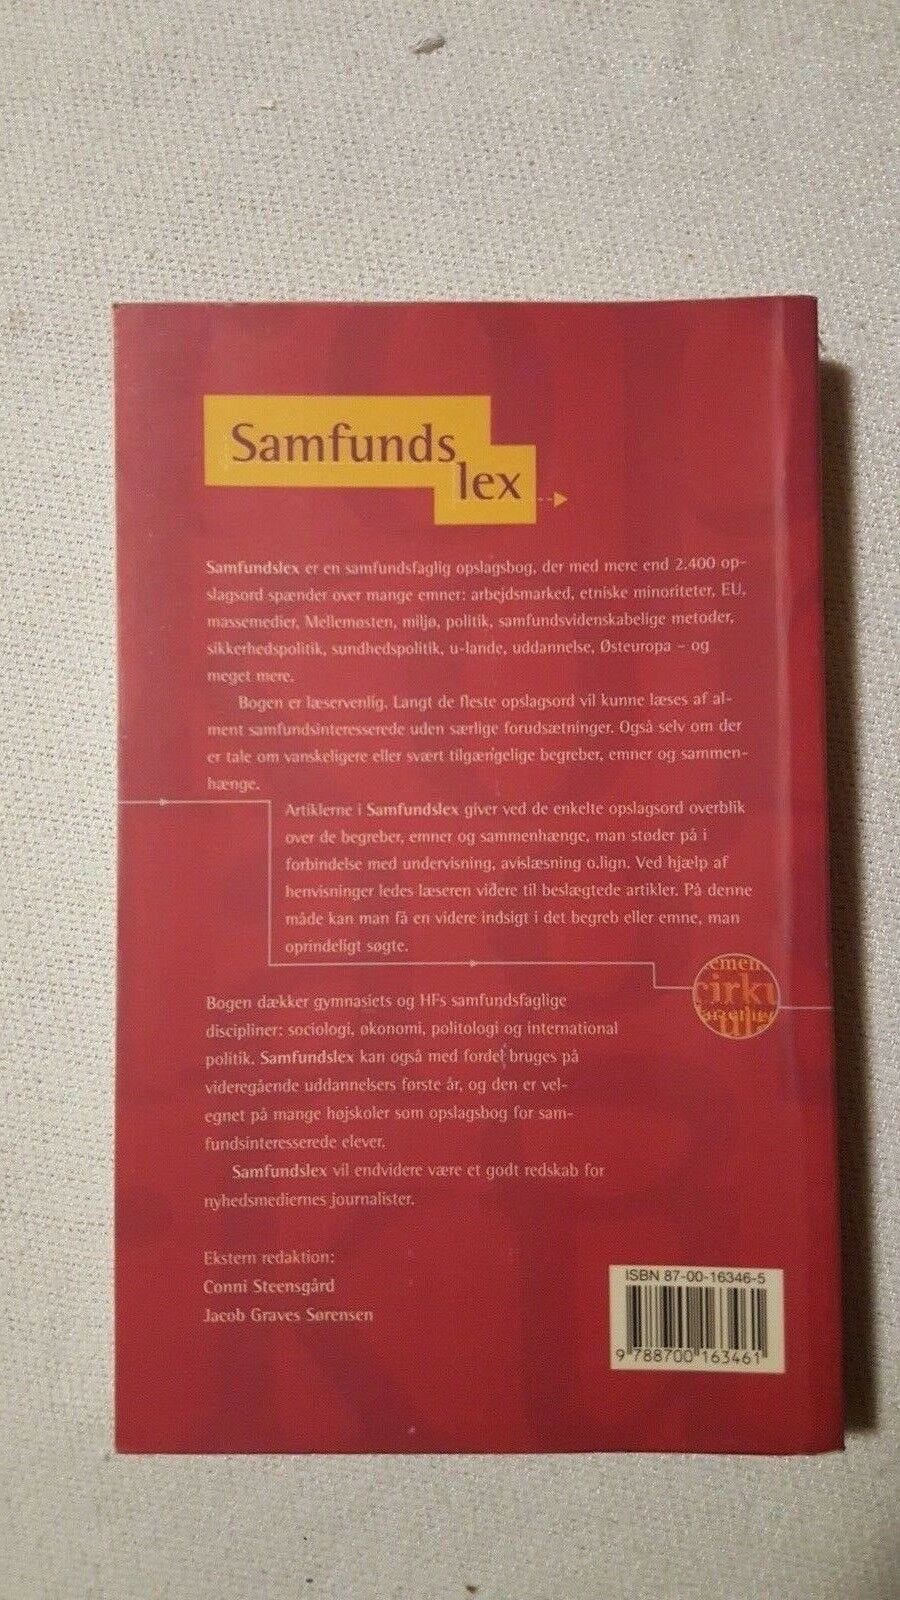 Samfunds
lex
Samfundslex er en samfundsfaglig opslagsbog, der med mere end 2.400 op-
slagsord spænder over mange emner: arbejdsmarked, etniske minoriteter, EU,
massemedier, Mellemøsten, miljø, politik, samfundsvidenskabelige metoder,
sikkerhedspolitik, sundhedspolitik, u-lande, uddannelse, Østeuropa – og
meget mere.
Bogen er læservenlig. Langt de fleste opslagsord vil kunne læses af al-
ment samfundsinteresserede uden særlige forudsætninger. Også selv om der
er tale om vanskeligere eller svært tilgængelige begreber, emner og sammen-
hænge.
Artiklerne i Samfundslex giver ved de enkelte opslagsord overblik
over de begreber, emner og sammenhænge, man støder på i
forbindelse med undervisning, avislæsning o.lign. Ved hjælp af
henvisninger ledes læseren videre til beslægtede artikler. På denne
måde kan man få en videre indsigt i det begreb eller emne, man
oprindeligt søgte.
emen
cirku
Bogen dækker gymnasiets og HFs samfundsfaglige
discipliner: sociologi, økonomi, politologi og international
politik. Samfundslex kan også med fordel bruges på
videregående uddannelsers første år, og den er vel-
egnet på mange højskoler som opslagsbog for sam-
fundsinteresserede elever.
Samfundslex vil endvidere være et godt redskab for
nyhedsmediernes journalister.
Ekstern redaktion:
Conni Steensgård
Jacob Graves Sørensen
ISBN 87-00-16346-5
9 788700 163461